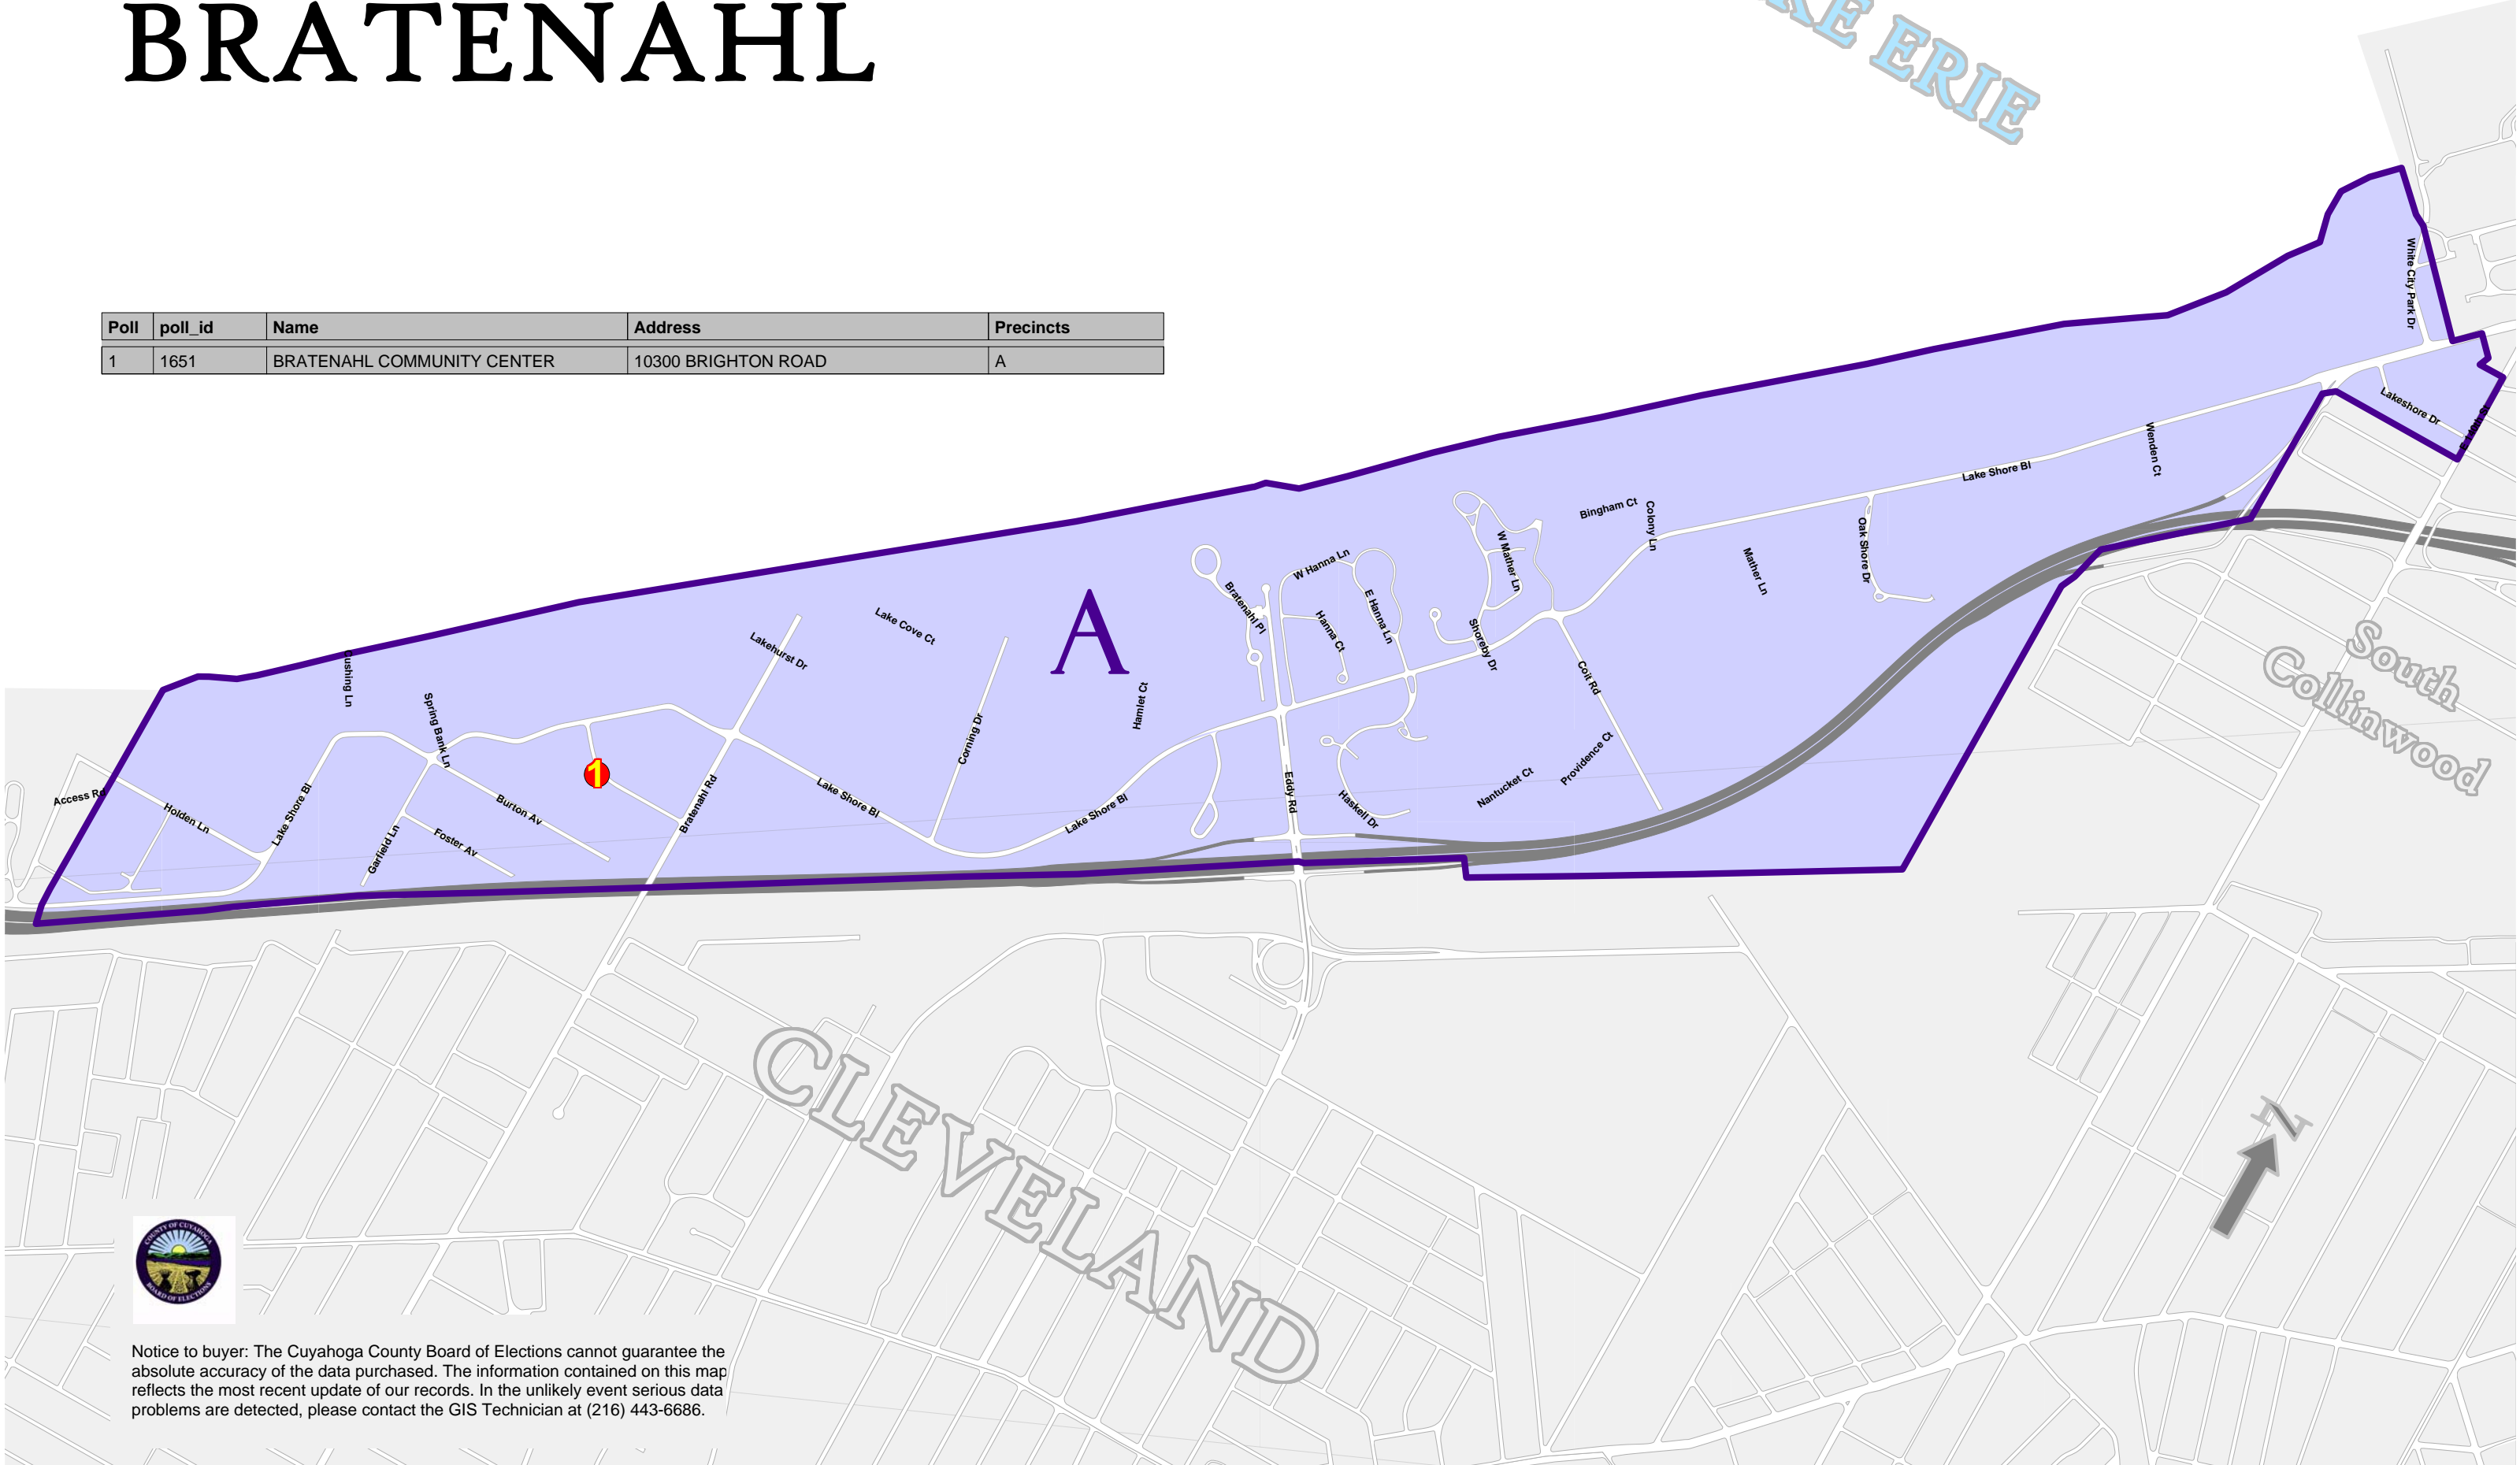 BRATENAHL
KE ERIE
Poll poll_id Name Address Precincts
1 1651 BRATENAHL COMMUNITY CENTER 10300 BRIGHTON ROAD A
White City Park Dr
Lakeshore Dr
Wenden Ct
Lake Shore Bl
Bingham Ct
Colony Ln
Oak Shore Dr
Mather Ln
W Mather Ln
W Hanna Ln
E Hanna Ln
Hanna Ct
Bratenahl Pl
Shoreby Dr
Coit Rd
A
Lake Cove Ct
Lakehurst Dr
Hamlet Ct
Corning Dr
Spring Bank Ln
South
Collinwood
1
Access Rd
Holden Ln
Lake Shore Bl
Burton Av
Foster Av
Garfield Ln
Bratenahl Rd
Lake Shore Bl
Lake Shore Bl
Eddy Rd
Haskell Dr
Nantucket Ct
Providence Ct
CLEVELAND
N
COUNTY OF CUYAHOGA
BOARD OF ELECTIONS
Notice to buyer: The Cuyahoga County Board of Elections cannot guarantee the
absolute accuracy of the data purchased. The information contained on this map
reflects the most recent update of our records. In the unlikely event serious data
problems are detected, please contact the GIS Technician at (216) 443-6686.